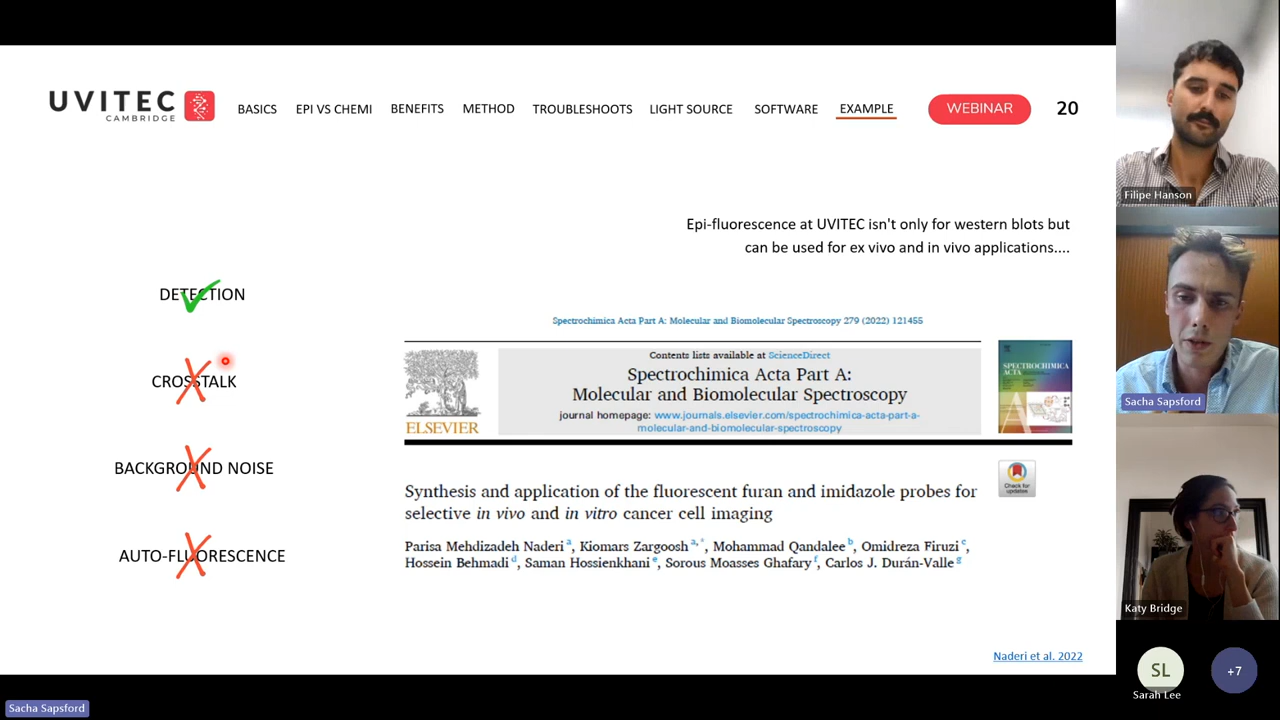 UVITEC
CAMBRIDGE
BASICS
EPI VS CHEMI
BENEFITS
METHOD
TROUBLESHOOTS
LIGHT SOURCE
SOFTWARE
EXAMPLE
WEBINAR
20
Epi-fluorescence at UVITEC isn't only for western blots but
can be used for ex vivo and in vivo applications....
DETECTION
CROSSTALK
BACKGROUND NOISE
AUTO-FLUORESCENCE
Spectrochimica Acta Part A: Molecular and Biomolecular Spectroscopy 279 (2022) 121455
Contents lists available at ScienceDirect
Spectrochimica Acta Part A:
Molecular and Biomolecular Spectroscopy
journal homepage: www.journals.elsevier.com/spectrochimica-acta-part-a-
molecular-and-biomolecular-spectroscopy
ELSEVIER
SPECTROCHIMICA
ACTA
A
Check for
updates
Synthesis and application of the fluorescent furan and imidazole probes for
selective in vivo and in vitro cancer cell imaging
Parisa Mehdizadeh Naderi a, Kiomars Zargoosh a,*, Mohammad Qandalee b, Omidreza Firuzi c,
Hossein Behmadi d, Saman Hossienkhani e, Sorous Moasses Ghafary f, Carlos J. Durán-Valle g
Naderi et al. 2022
Filipe Hanson
Sacha Sapsford
Katy Bridge
SL
Sarah Lee
+7
Sacha Sapsford